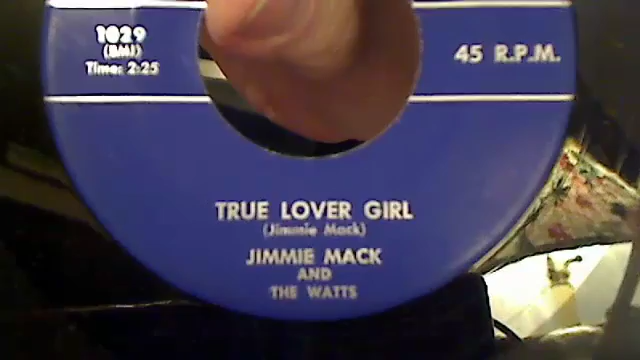 1029
(BMI)
Time: 2:25
45 R.P.M.
TRUE LOVER GIRL
(Jimmie Mack)
JIMMIE MACK
AND
THE WATTS